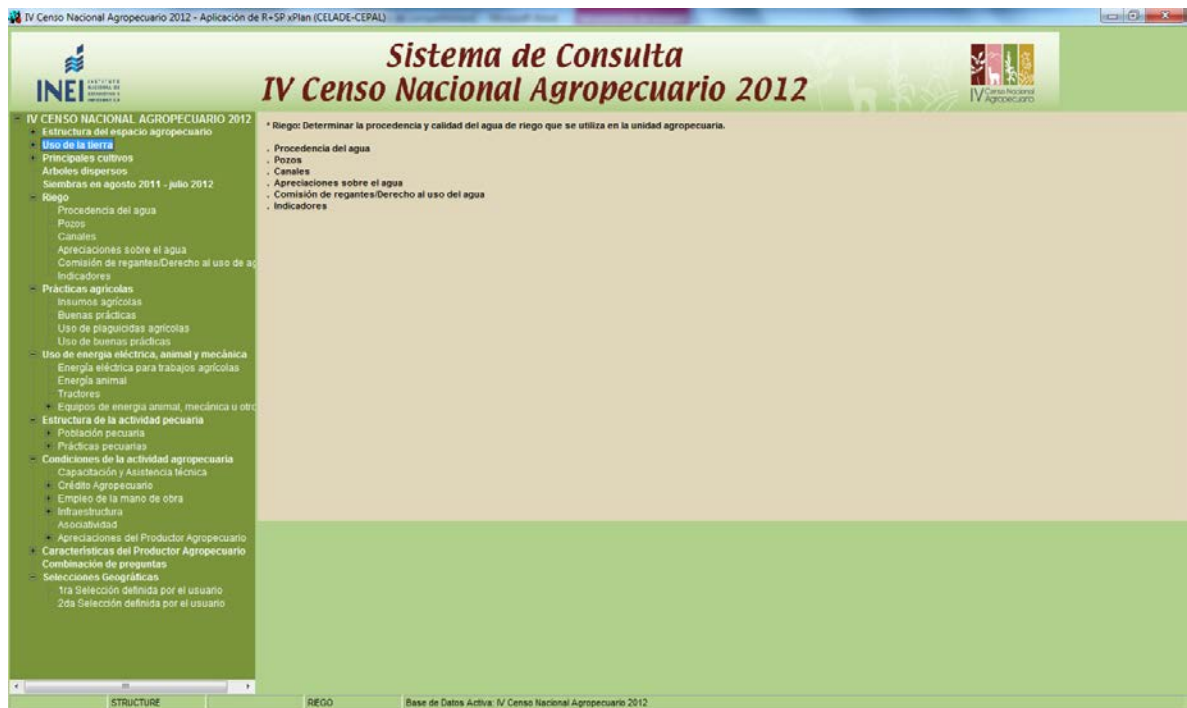 IV Censo Nacional Agropecuario 2012 - Aplicación de R+SP xPlan (CELADE-CEPAL)
INEI
Sistema de Consulta
IV Censo Nacional Agropecuario 2012
IV Censo Nacional
Agropecuario
IV CENSO NACIONAL AGROPECUARIO 2012
Estructura del espacio agropecuario
Uso de la tierra
Principales cultivos
Arboles dispersos
Siembras en agosto 2011 - julio 2012
Riego
Procedencia del agua
Pozos
Canales
Apreciaciones sobre el agua
Comisión de regantes/Derecho al uso de ag
Indicadores
Prácticas agrícolas
Insumos agrícolas
Buenas prácticas
Uso de plaguicidas agrícolas
Uso de buenas prácticas
Uso de energía eléctrica, animal y mecánica
Energía eléctrica para trabajos agrícolas
Energía animal
Tractores
Equipos de energia animal, mecánica u otro
Estructura de la actividad pecuaria
Población pecuaria
Prácticas pecuarias
Condiciones de la actividad agropecuaria
Capacitación y Asistencia técnica
Crédito Agropecuario
Empleo de la mano de obra
Infraestructura
Asociatividad
Apreciaciones del Productor Agropecuario
Características del Productor Agropecuario
Combinación de preguntas
Selecciones Geográficas
1ra Selección definida por el usuario
2da Selección definida por el usuario
* Riego: Determinar la procedencia y calidad del agua de riego que se utiliza en la unidad agropecuaria.
. Procedencia del agua
. Pozos
. Canales
. Apreciaciones sobre el agua
. Comisión de regantes/Derecho al uso del agua
. Indicadores
STRUCTURE
RIEGO
Base de Datos Activa: IV Censo Nacional Agropecuario 2012